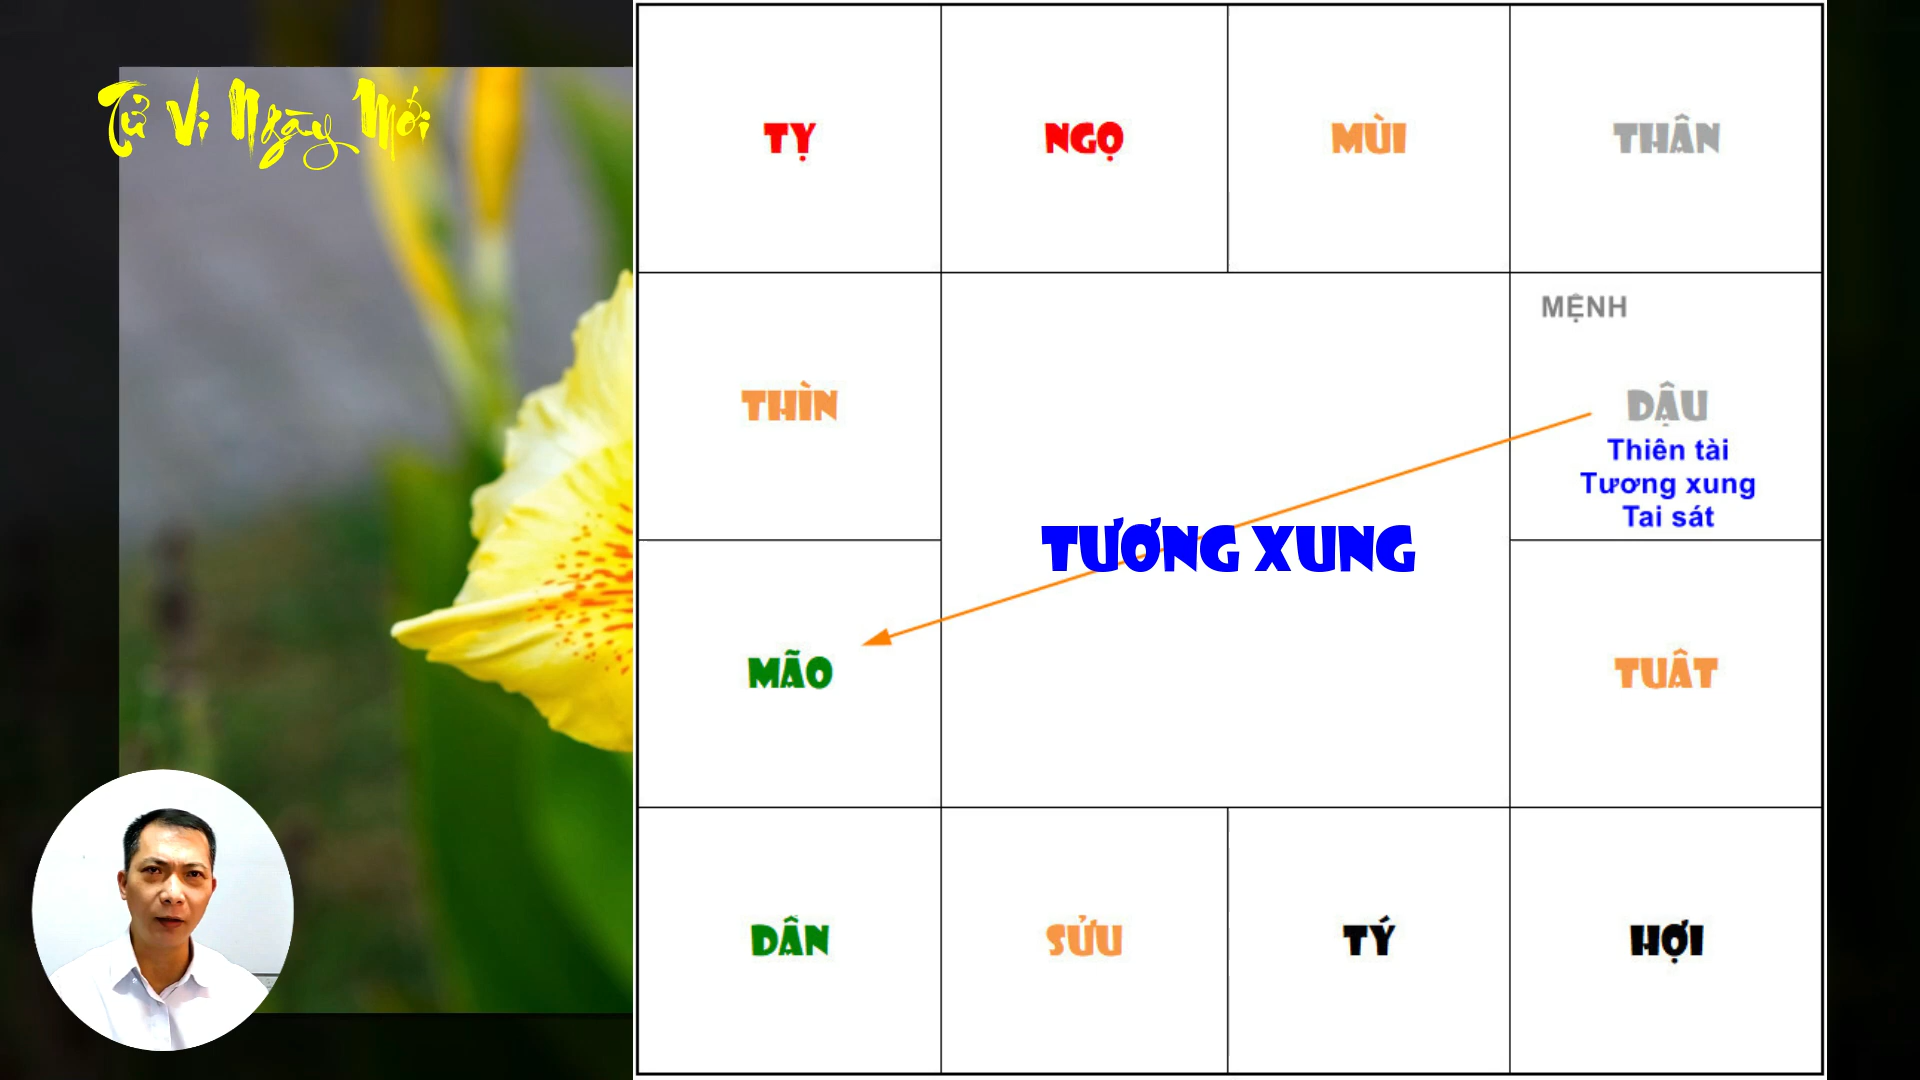 Tử Vi Ngày Mới
TỴ
NGỌ
MÙI
THÂN
THÌN
MỆNH
DẬU
Thiên tài
Tương xung
Tai sát
TƯƠNG XUNG
MÃO
TUẤT
DẦN
SỬU
TÝ
HỢI